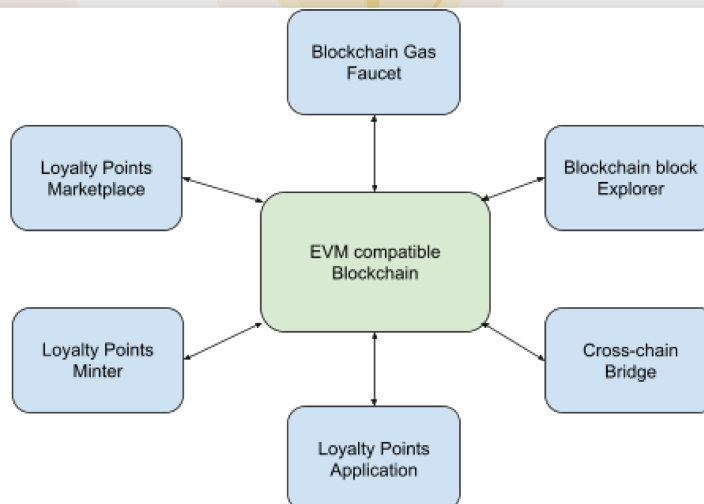 Blockchain Gas
Faucet
Loyalty Points
Marketplace
Blockchain block
Explorer
EVM compatible
Blockchain
Loyalty Points
Minter
Cross-chain
Bridge
Loyalty Points
Application